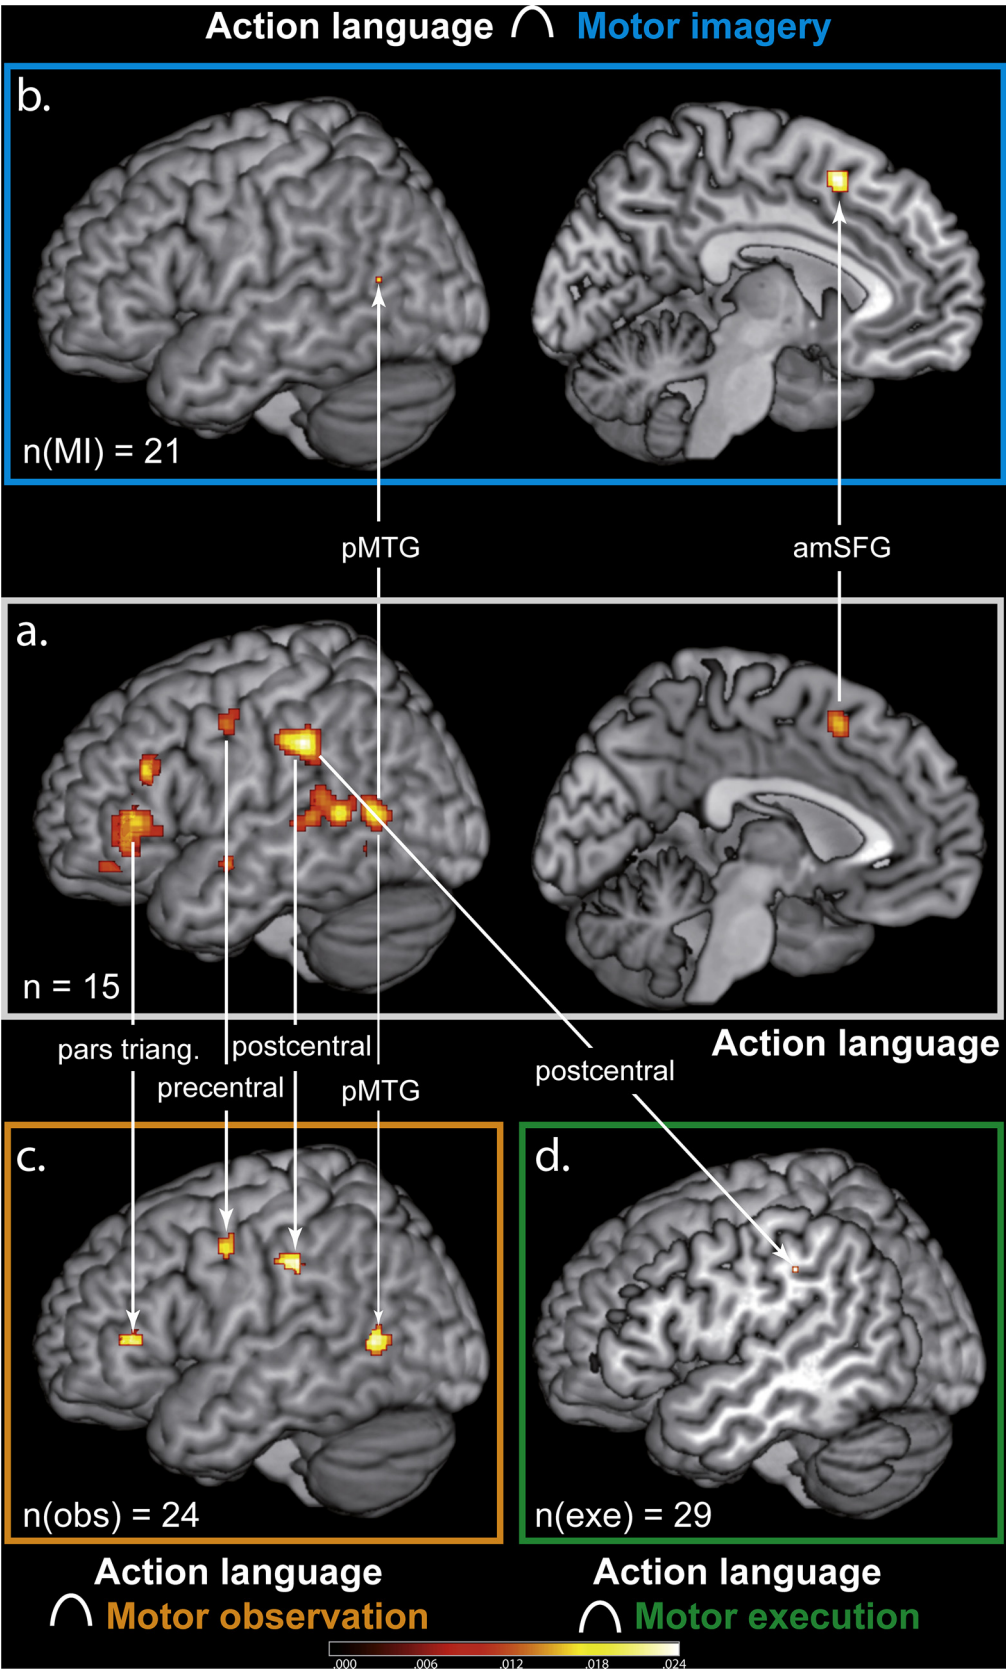 Action language ∩ Motor imagery
b.
n(MI) = 21
pMTG
amSFG
a.
n = 15
Action language
pars triang.
postcentral
precentral
pMTG
postcentral
c.
d.
n(obs) = 24
n(exe) = 29
Action language
∩ Motor observation
Action language
∩ Motor execution
.000 .006 .012 .018 .024